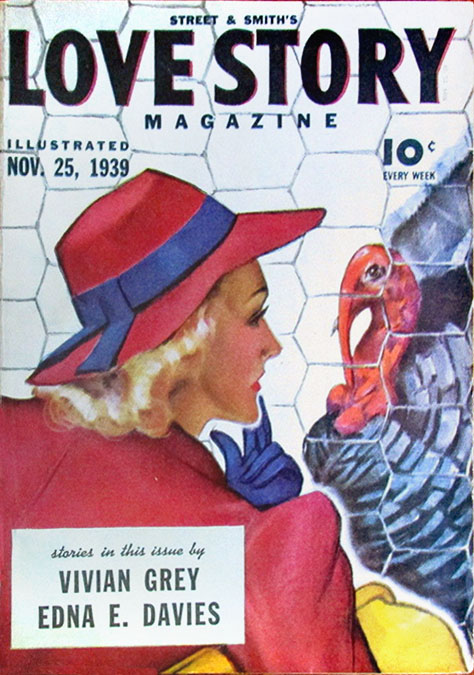 STREET & SMITH'S
LOVE STORY
MAGAZINE
ILLUSTRATED
NOV. 25, 1939
10¢
EVERY WEEK
stories in this issue by
VIVIAN GREY
EDNA E. DAVIES